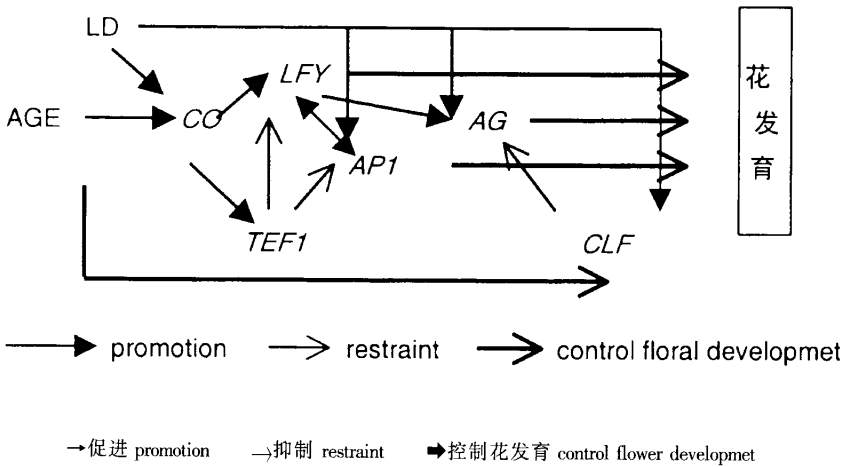 LD
LFY
AGE
CO
AG
AP1
TEF1
CLF
花
发
育
promotion
restraint
control floral developmet
促进 promotion
抑制 restraint
控制花发育 control flower developmet